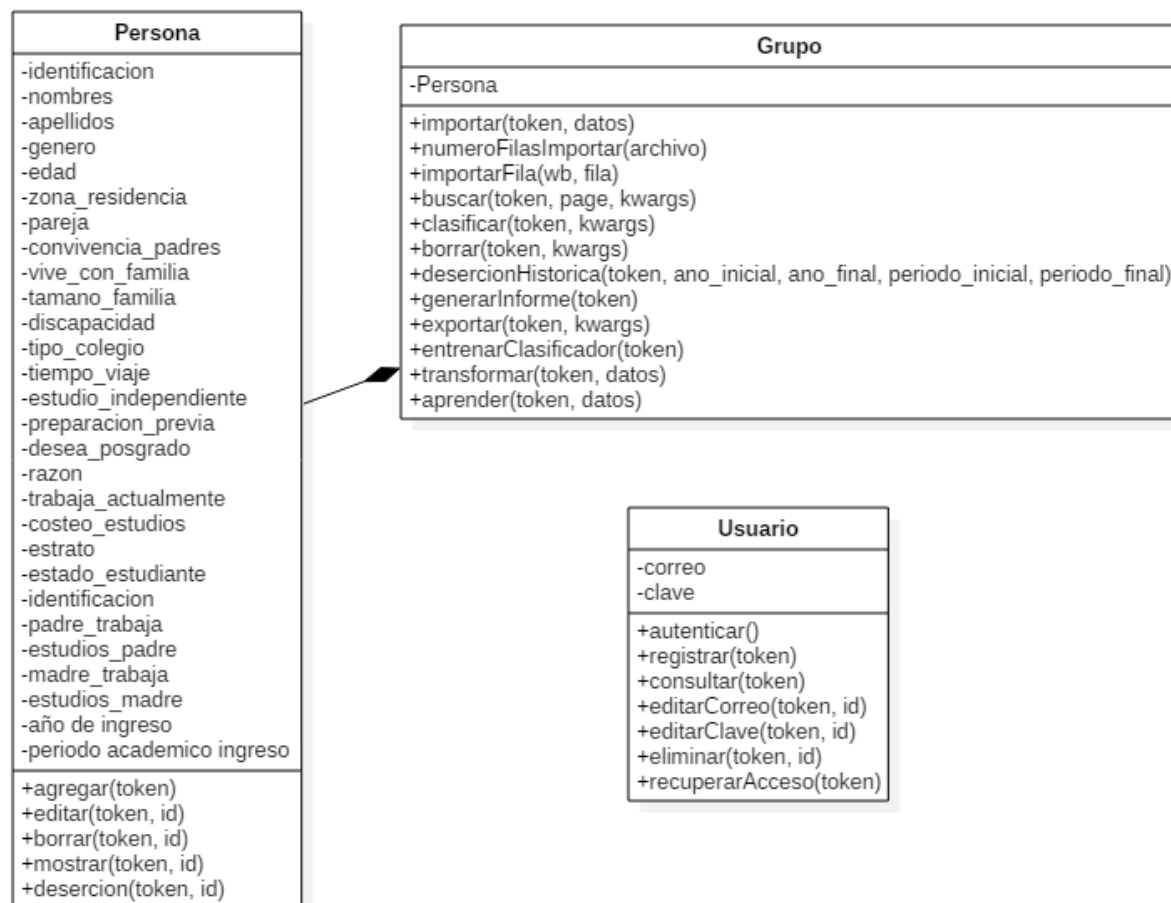 Persona
-identificacion
-nombres
-apellidos
-genero
-edad
-zona_residencia
-pareja
-convivencia_padres
-vive_con_familia
-tamano_familia
-discapacidad
-tipo_colegio
-tiempo_viaje
-estudio_independiente
-preparacion_previa
-desea_posgrado
-razon
-trabaja_actualmente
-costeo_estudios
-estrato
-estado_estudiante
-identificacion
-padre_trabaja
-estudios_padre
-madre_trabaja
-estudios_madre
-año de ingreso
-periodo academico ingreso
+agregar(token)
+editar(token, id)
+borrar(token, id)
+mostrar(token, id)
+desercion(token, id)
Grupo
-Persona
+importar(token, datos)
+numeroFilasImportar(archivo)
+importarFila(wb, fila)
+buscar(token, page, kwargs)
+clasificar(token, kwargs)
+borrar(token, kwargs)
+desercionHistorica(token, ano_inicial, ano_final, periodo_inicial, periodo_final)
+generarInforme(token)
+exportar(token, kwargs)
+entrenarClasificador(token)
+transformar(token, datos)
+aprender(token, datos)
Usuario
-correo
-clave
+autenticar()
+registrar(token)
+consultar(token)
+editarCorreo(token, id)
+editarClave(token, id)
+eliminar(token, id)
+recuperarAcceso(token)